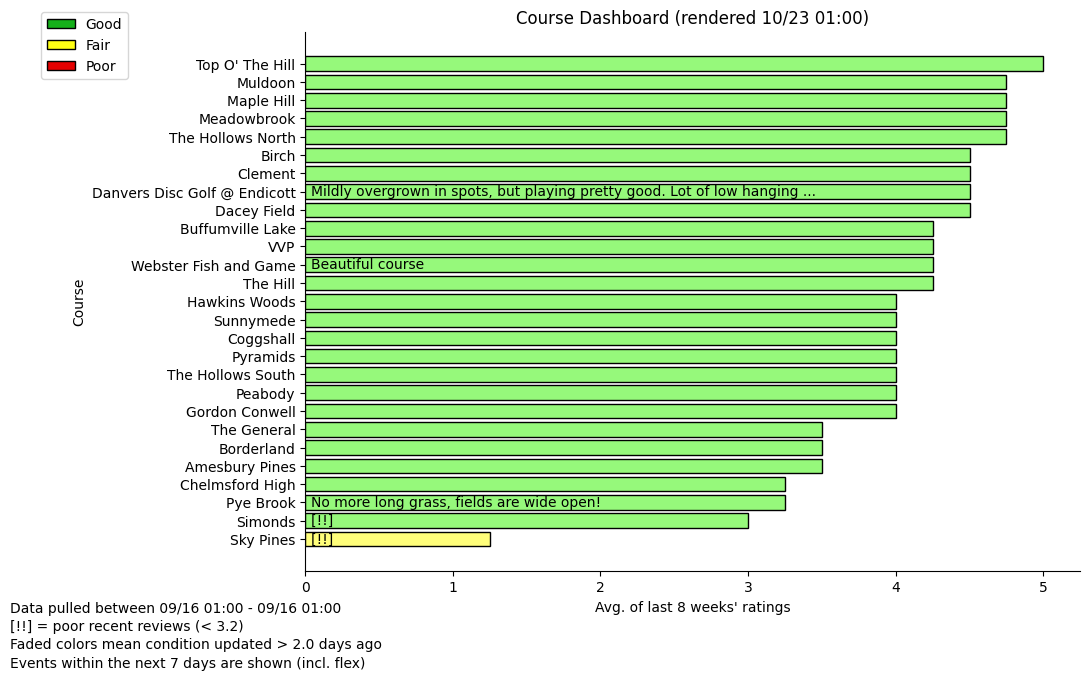 Good
Fair
Poor
Course Dashboard (rendered 10/23 01:00)
Top O' The Hill
Muldoon
Maple Hill
Meadowbrook
The Hollows North
Birch
Clement
Danvers Disc Golf @ Endicott Mildly overgrown in spots, but playing pretty good. Lot of low hanging ...
Dacey Field
Buffumville Lake
VVP
Webster Fish and Game Beautiful course
The Hill
Hawkins Woods
Sunnymede
Coggshall
Pyramids
The Hollows South
Peabody
Gordon Conwell
The General
Borderland
Amesbury Pines
Chelmsford High
Pye Brook No more long grass, fields are wide open!
Simonds [!!]
Sky Pines [!!]
Course
0 1 2 3 4 5
Avg. of last 8 weeks' ratings
Data pulled between 09/16 01:00 - 09/16 01:00
[!!] = poor recent reviews (< 3.2)
Faded colors mean condition updated > 2.0 days ago
Events within the next 7 days are shown (incl. flex)